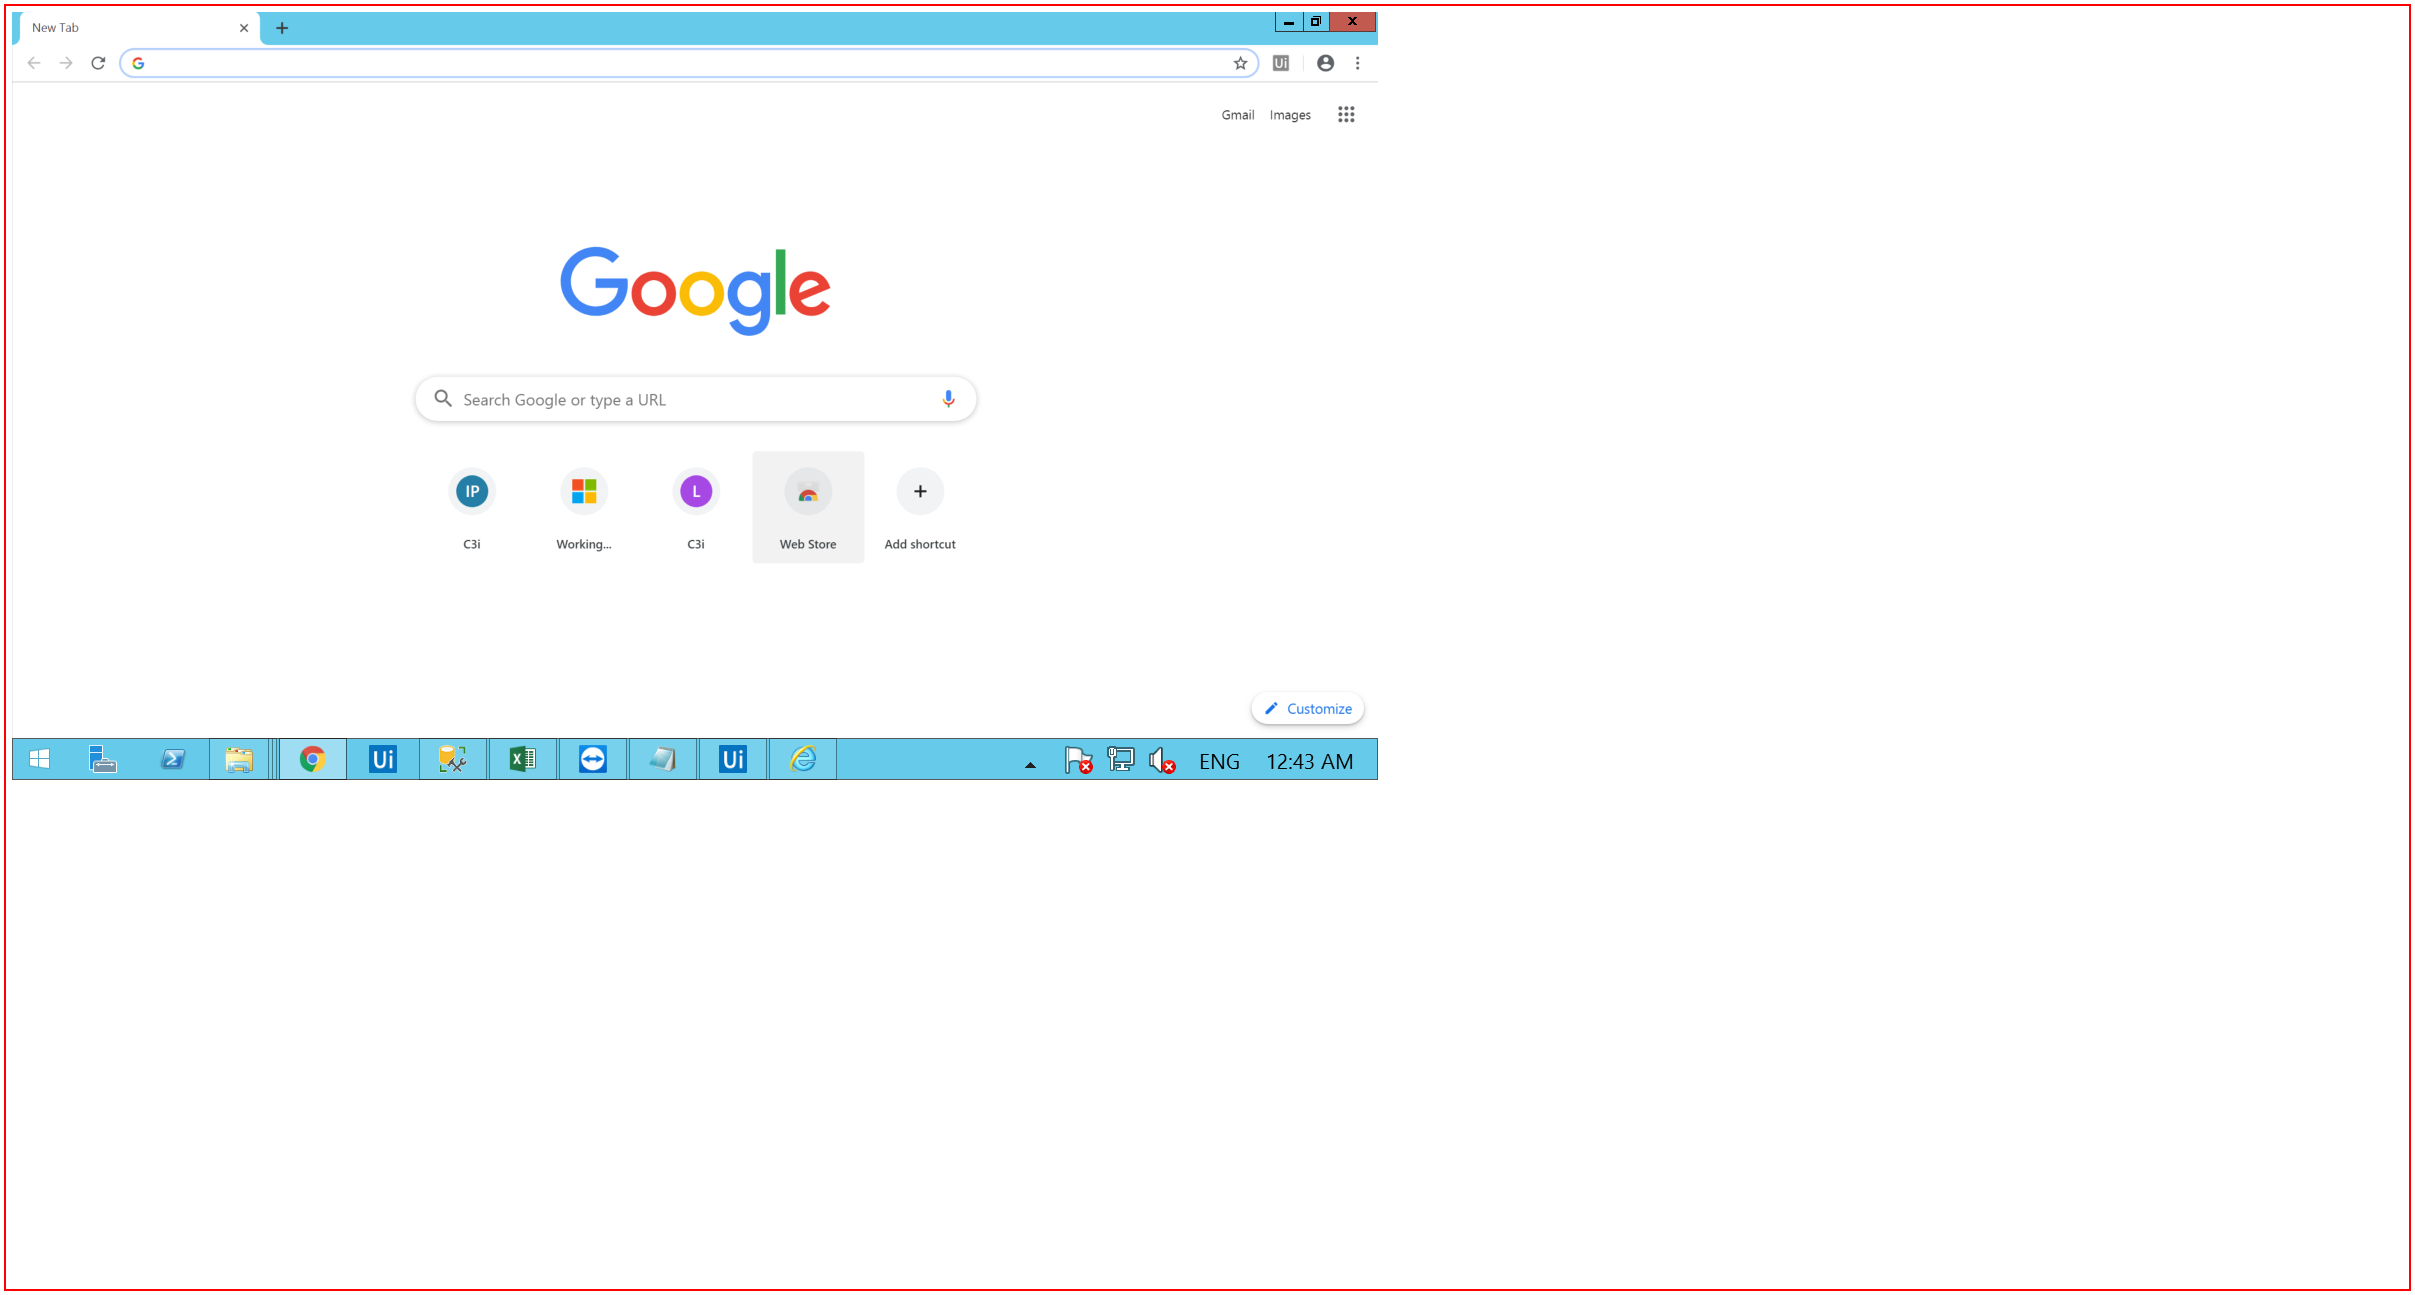 New Tab
Gmail Images
Google
Search Google or type a URL
IP L
C3i Working... C3i Web Store Add shortcut
Customize
Ui Ui ENG 12:43 AM